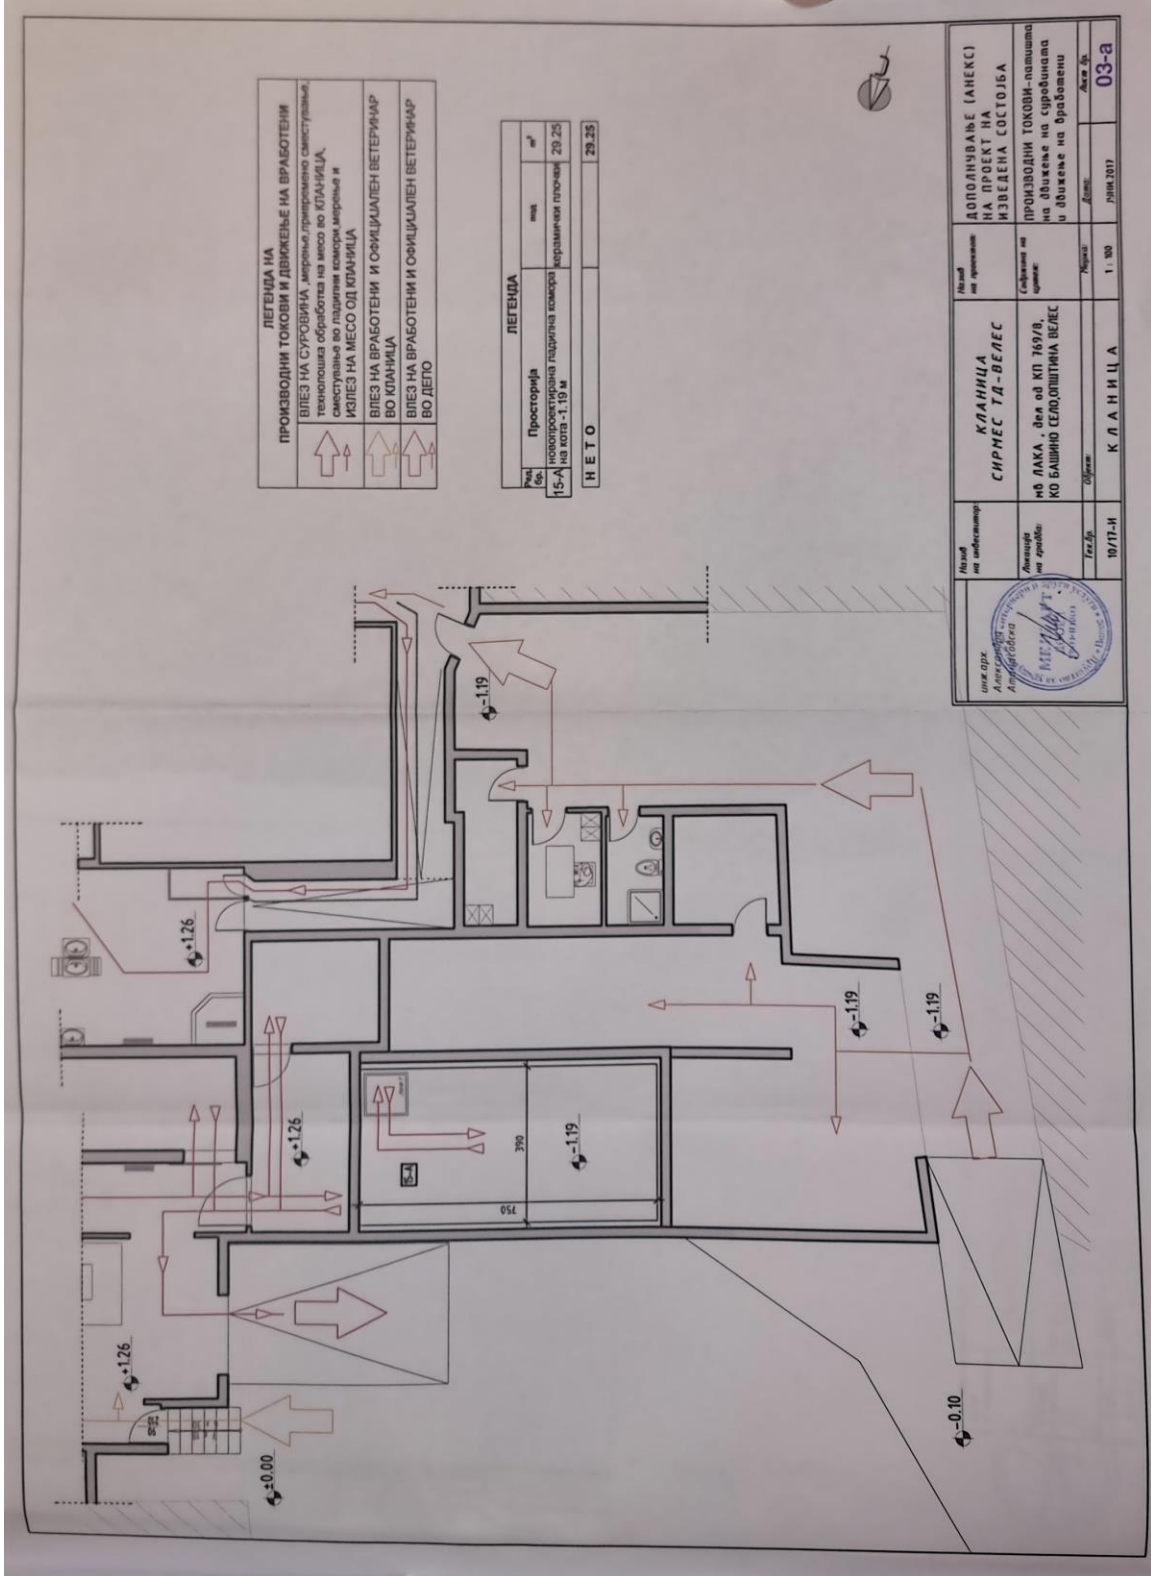 ЛЕГЕНДА НА
ПРОИЗВОДНИ ТОКОВИ И ДВИЖЕЊЕ НА ВРАБОТЕНИ
ВЛЕЗ НА СУРОВИНА ,мерење,привремено сместување,
технолошка обработка на месо во КЛАНИЦА,
сместување во ладилни комори,мерење и
ИЗЛЕЗ НА МЕСО ОД КЛАНИЦА
ВЛЕЗ НА ВРАБОТЕНИ И ОФИЦИЈАЛЕН ВЕТЕРИНАР
ВО КЛАНИЦА
ВЛЕЗ НА ВРАБОТЕНИ И ОФИЦИЈАЛЕН ВЕТЕРИНАР
ВО ДЕПО
ЛЕГЕНДА
Ред. бр. Просторија под м²
15-А новопроектирана ладилна комора керамички плочки 29.25
на кота -1.19 м
Н Е Т О 29.25
+1.26
±0.00
+1.26
+1.26
15-А
750
390
-1.19
-1.19
-1.19
-1.19
-0.10
инж.арх.
Александра
Назив
на инвеститор:
КЛАНИЦА
СИРМЕС ТД-ВЕЛЕС
Назив
на проектот:
ДОПОЛНУВАЊЕ (АНЕКС)
НА ПРОЕКТ НА
ИЗВЕДЕНА СОСТОЈБА
Локација
на градба:
мв ЛАКА , дел од КП 769/8,
КО БАШИНО СЕЛО,ОПШТИНА ВЕЛЕС
Содржина на
цртеж:
ПРОИЗВОДНИ ТОКОВИ-патишта
на движење на суровината
и движење на вработени
Тех.бр. Објект: Мерка: Дата: Лист бр.
10/17-И К Л А Н И Ц А 1 : 100 ЈУНИ.2017 03-а